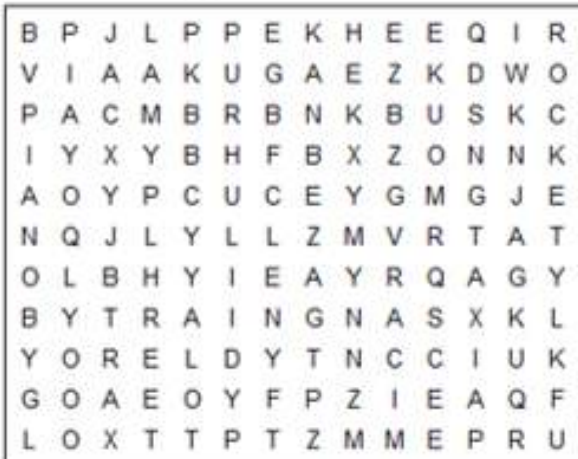 B P J L P P E K H E E Q I R
V I A A K U G A E Z K D W O
P A C M B R B N K B U S K C
I Y X Y B H F B X Z O N N K
A O Y P C U C E Y G M G J E
N Q J L Y L L Z M V R T A T
O L B H Y I E A Y R Q A G Y
B Y T R A I N G N A S X K L
Y O R E L D Y T N C C I U K
G O A E O Y F P Z I E A Q F
L O X T T P T Z M M E P R U